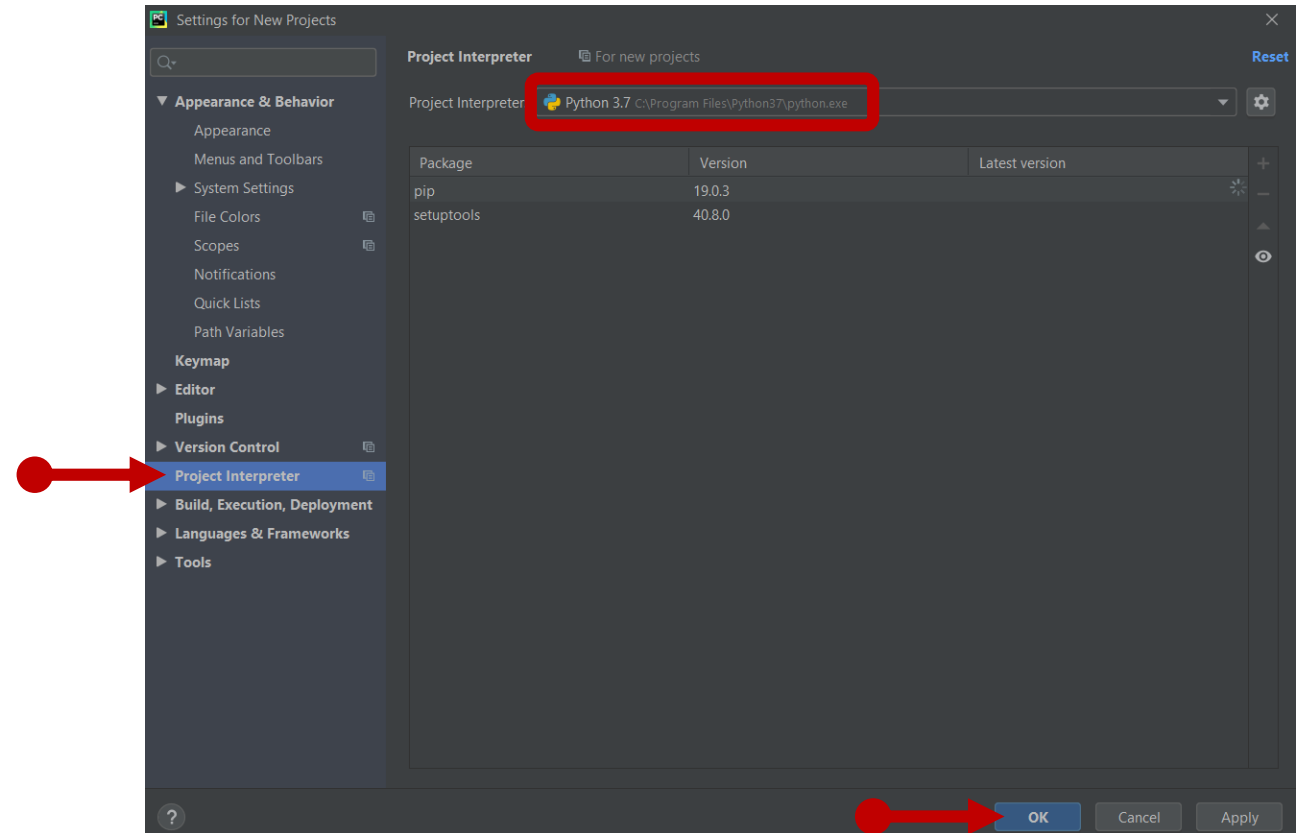 PC Settings for New Projects
Project Interpreter For new projects Reset
Appearance & Behavior
Project Interpreter Python 3.7 C:\Program Files\Python37\python.exe
Appearance
Menus and Toolbars
Package Version Latest version
System Settings
pip 19.0.3
File Colors
setuptools 40.8.0
Scopes
Notifications
Quick Lists
Path Variables
Keymap
Editor
Plugins
Version Control
Project Interpreter
Build, Execution, Deployment
Languages & Frameworks
Tools
? OK Cancel Apply